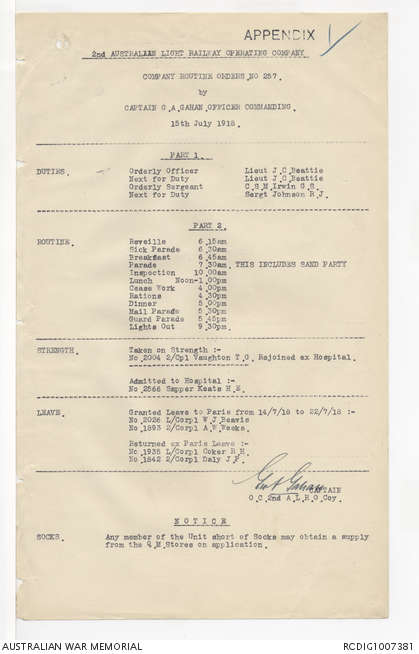 APPENDIX 1
2nd AUSTRALIAN LIGHT RAILWAY OPERATING COMPANY.
COMPANY ROUTINE ORDERS.NO 257.
by
CAPTAIN G.A.GAHAN.OFFICER COMMANDING.
15th July 1918.
PART 1.
DUTIES. Orderly Officer Lieut J.C.Beattie
Next for Duty Lieut J.C.Beattie
Orderly Sargeant C.S.M.Irwin G.S.
Next for Duty Sergt Johnson R.J.
PART 2.
ROUTINE. Reveille 6.15am
Sick Parade 6.30am
Breakfast 6.45am
Parade 7.30am. THIS INCLUDES SAND PARTY
Inspection 10.00am
Lunch Noon-1.00pm
Cease Work 4.00pm
Rations 4.30pm
Dinner 5.00pm
Mail Parade 5.30pm
Guard Parade 5.45pm
Lights Out 9.30pm
STRENGTH. Taken on Strength :-
No.2004 2/Cpl Vaughton T.O. Rejoined ex Hospital.
Admitted to Hospital :-
No.2566 Sapper Keats H.E.
LEAVE. Granted Leave to Paris from 14/7/18 to 22/7/18 :-
No.2026 L/Corpl W.J.Beavis
No.1893 2/Corpl A.W.Weeks.
Returned ex Paris Leave :-
No.1935 L/Corpl Coker R.H.
No.1842 2/Corpl Daly J.P.
Geo A Gahan
CAPTAIN
O.C.2nd A.L.R.O.Coy.
NOTICE
SOCKS. Any member of the Unit short of Socks may obtain a supply
from the Q.M.Stores on application.
AUSTRALIAN WAR MEMORIAL RCDIG1007381